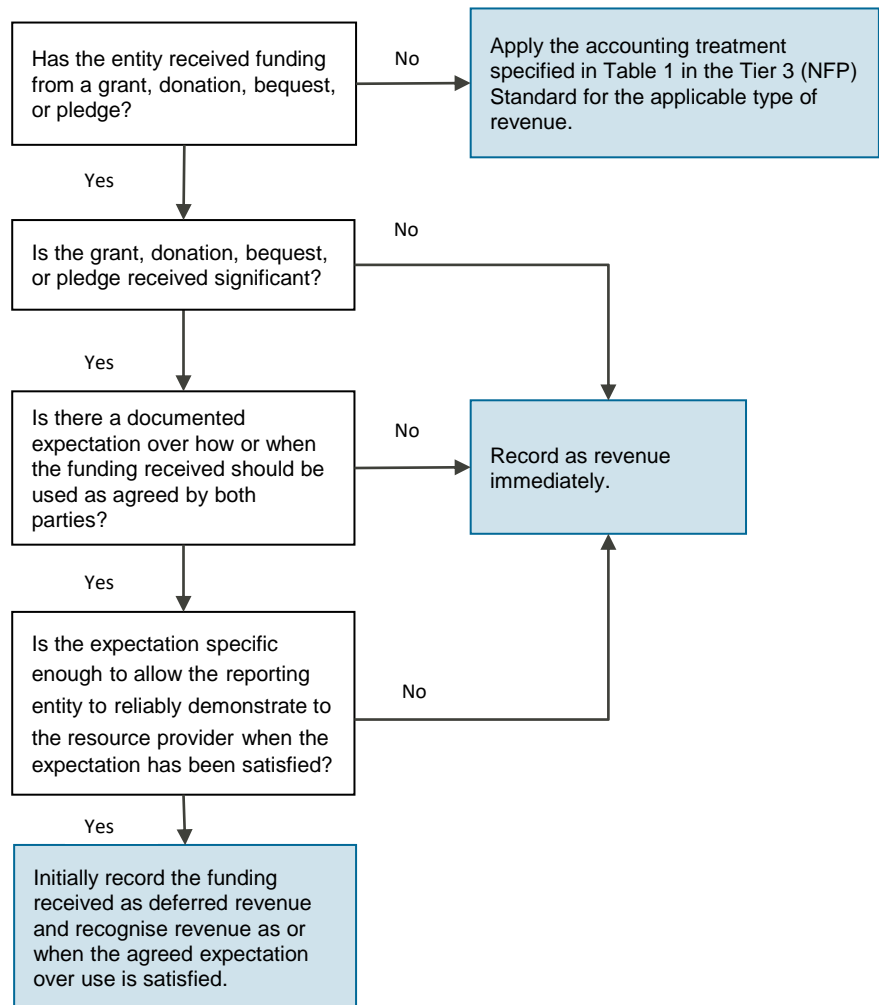 Has the entity received funding
from a grant, donation, bequest,
or pledge?
No
Apply the accounting treatment
specified in Table 1 in the Tier 3 (NFP)
Standard for the applicable type of
revenue.
Yes
Is the grant, donation, bequest,
or pledge received significant?
No
Yes
Is there a documented
expectation over how or when
the funding received should be
used as agreed by both
parties?
No
Record as revenue
immediately.
Yes
Is the expectation specific
enough to allow the reporting
entity to reliably demonstrate to
the resource provider when the
expectation has been satisfied?
No
Yes
Initially record the funding
received as deferred revenue
and recognise revenue as or
when the agreed expectation
over use is satisfied.